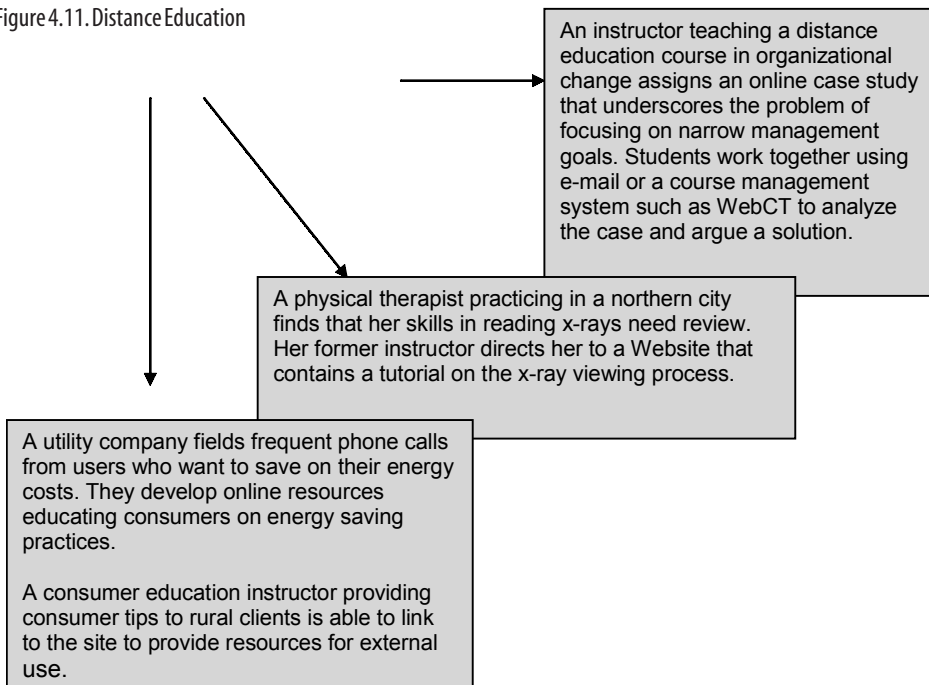 Figure 4.11. Distance Education
An instructor teaching a distance
education course in organizational
change assigns an online case study
that underscores the problem of
focusing on narrow management
goals. Students work together using
e-mail or a course management
system such as WebCT to analyze
the case and argue a solution.
A physical therapist practicing in a northern city
finds that her skills in reading x-rays need review.
Her former instructor directs her to a Website that
contains a tutorial on the x-ray viewing process.
A utility company fields frequent phone calls
from users who want to save on their energy
costs. They develop online resources
educating consumers on energy saving
practices.
A consumer education instructor providing
consumer tips to rural clients is able to link
to the site to provide resources for external
use.